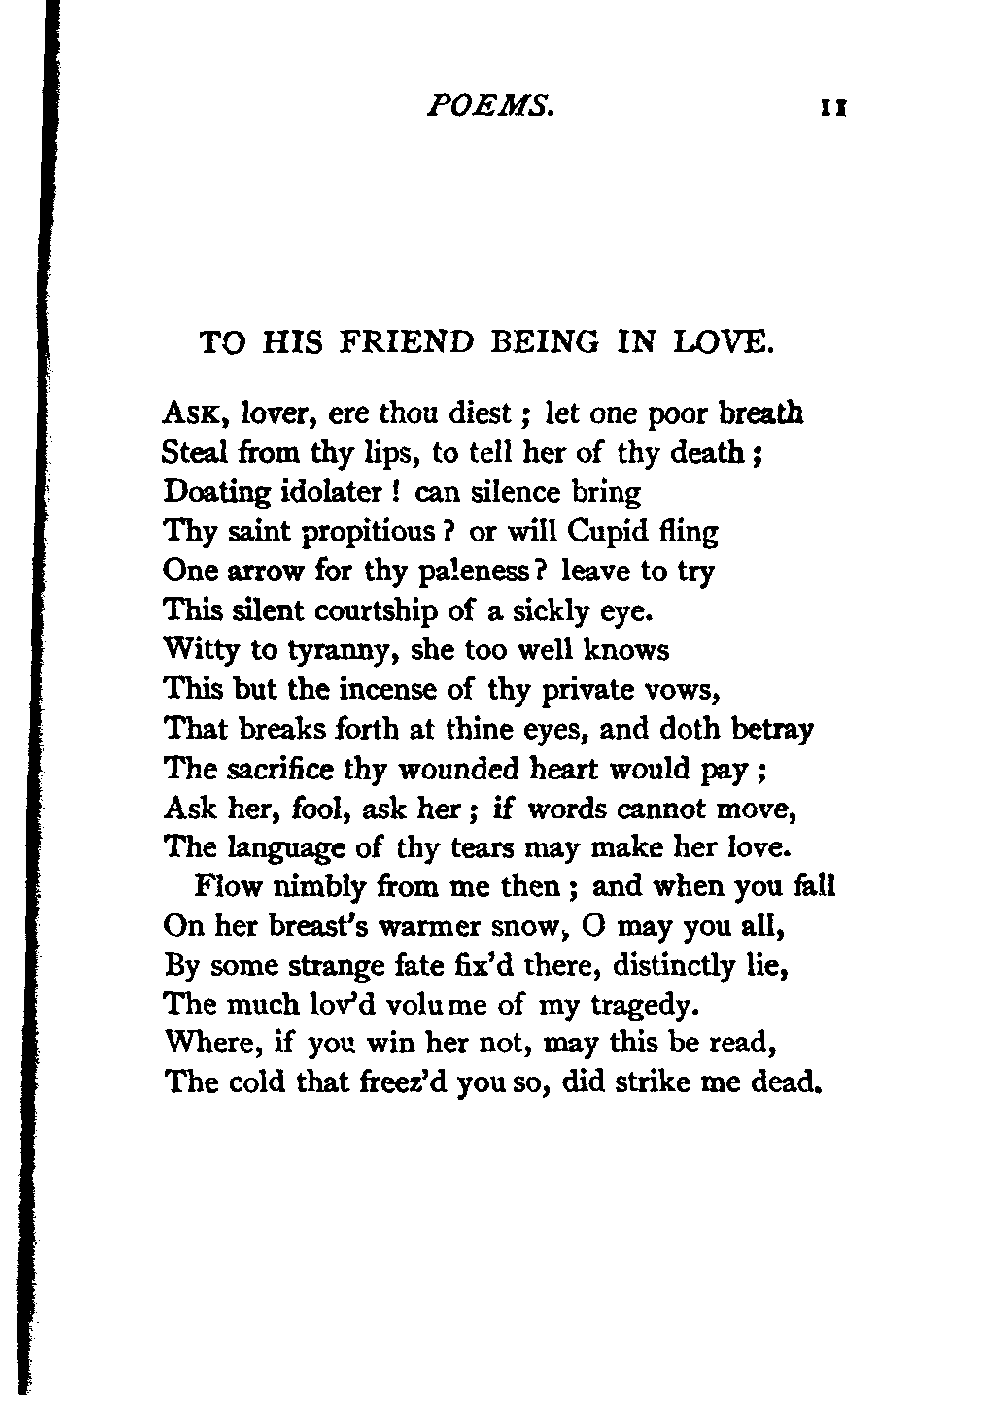 POEMS. 11
TO HIS FRIEND BEING IN LOVE.
ASK, lover, ere thou diest ; let one poor breath
Steal from thy lips, to tell her of thy death ;
Doating idolater ! can silence bring
Thy saint propitious ? or will Cupid fling
One arrow for thy paleness ? leave to try
This silent courtship of a sickly eye.
Witty to tyranny, she too well knows
This but the incense of thy private vows,
That breaks forth at thine eyes, and doth betray
The sacrifice thy wounded heart would pay ;
Ask her, fool, ask her ; if words cannot move,
The language of thy tears may make her love.
Flow nimbly from me then ; and when you fall
On her breast's warmer snow, O may you all,
By some strange fate fix'd there, distinctly lie,
The much lov'd volume of my tragedy.
Where, if you win her not, may this be read,
The cold that freez'd you so, did strike me dead.